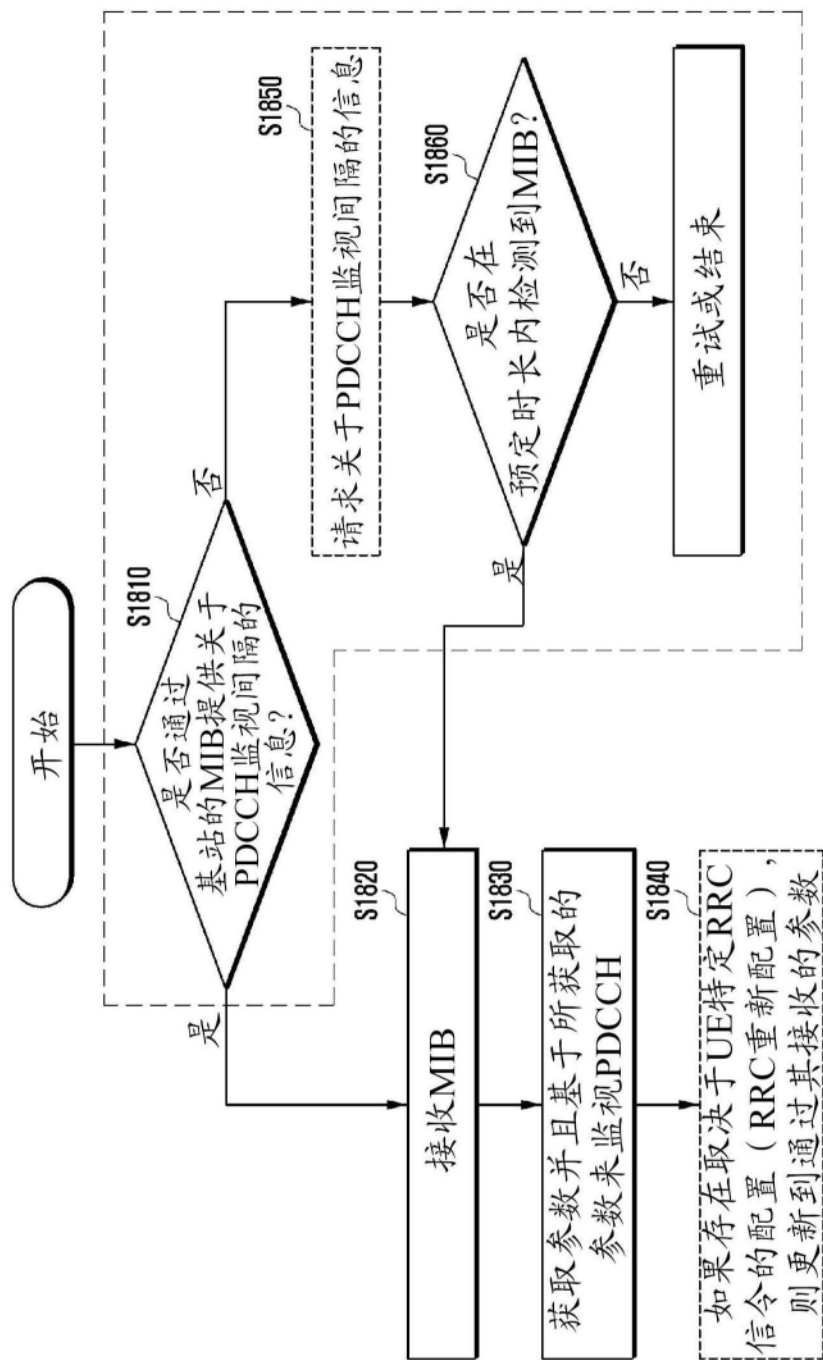 开始
S1810
是否通过
基站的MIB提供关于
PDCCH监视间隔的
信息?
是
否
S1820
接收MIB
S1830
获取参数并且基于所获取的
参数来监视PDCCH
S1840
如果存在取决于UE特定RRC
信令的配置（RRC重新配置），
则更新到通过其接收的参数
S1850
请求关于PDCCH监视间隔的信息
S1860
是否在
预定时长内检测到MIB?
是
否
重试或结束